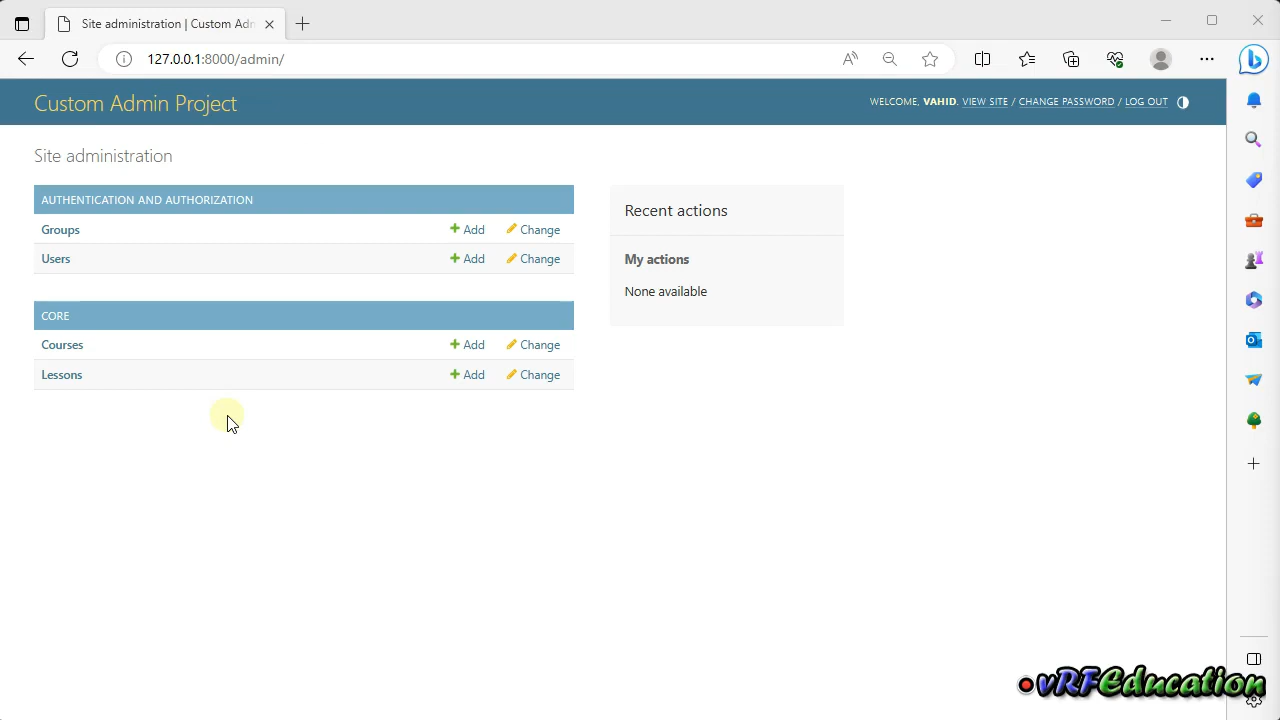 Site administration | Custom Adm
127.0.0.1:8000/admin/
Custom Admin Project
WELCOME, VAHID. VIEW SITE / CHANGE PASSWORD / LOG OUT
Site administration
AUTHENTICATION AND AUTHORIZATION
Groups Add Change
Users Add Change
CORE
Courses Add Change
Lessons Add Change
Recent actions
My actions
None available
vRFEducation